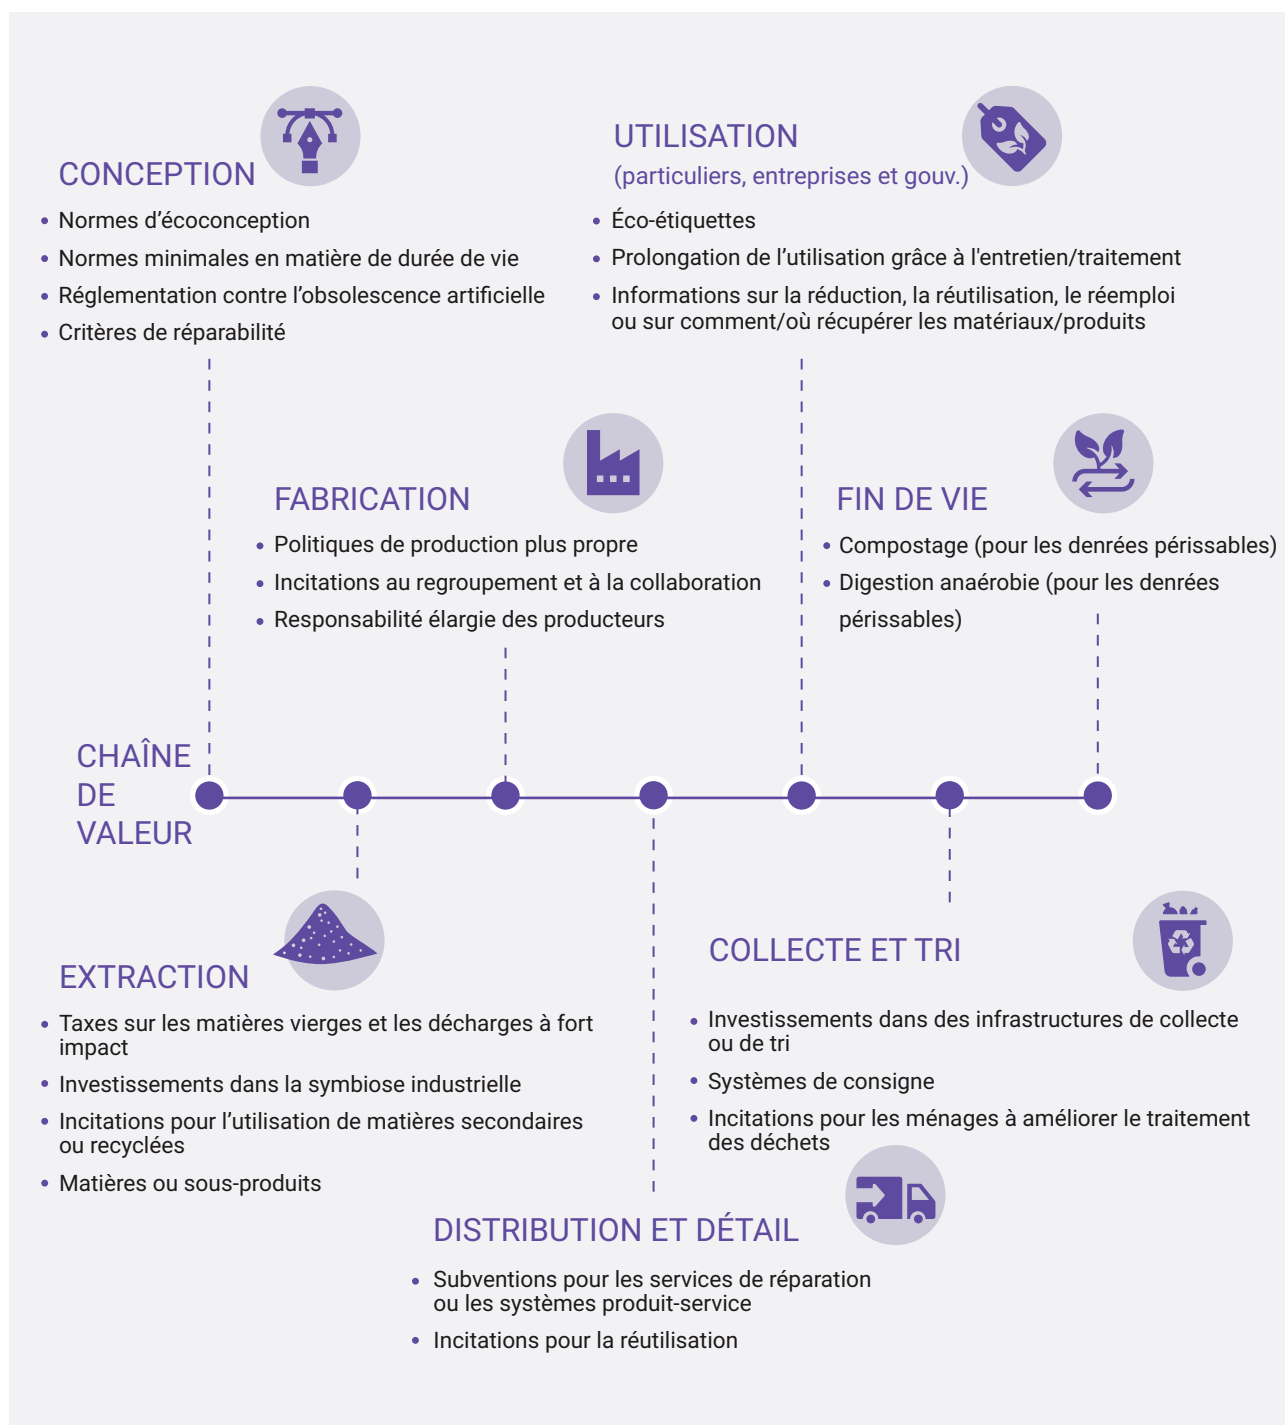 CONCEPTION
• Normes d’écoconception
• Normes minimales en matière de durée de vie
• Réglementation contre l’obsolescence artificielle
• Critères de réparabilité
UTILISATION
(particuliers, entreprises et gouv.)
• Éco-étiquettes
• Prolongation de l’utilisation grâce à l'entretien/traitement
• Informations sur la réduction, la réutilisation, le réemploi
ou sur comment/où récupérer les matériaux/produits
FABRICATION
• Politiques de production plus propre
• Incitations au regroupement et à la collaboration
• Responsabilité élargie des producteurs
FIN DE VIE
• Compostage (pour les denrées périssables)
• Digestion anaérobie (pour les denrées
périssables)
CHAÎNE
DE
VALEUR
EXTRACTION
• Taxes sur les matières vierges et les décharges à fort
impact
• Investissements dans la symbiose industrielle
• Incitations pour l’utilisation de matières secondaires
ou recyclées
• Matières ou sous-produits
COLLECTE ET TRI
• Investissements dans des infrastructures de collecte
ou de tri
• Systèmes de consigne
• Incitations pour les ménages à améliorer le traitement
des déchets
DISTRIBUTION ET DÉTAIL
• Subventions pour les services de réparation
ou les systèmes produit-service
• Incitations pour la réutilisation